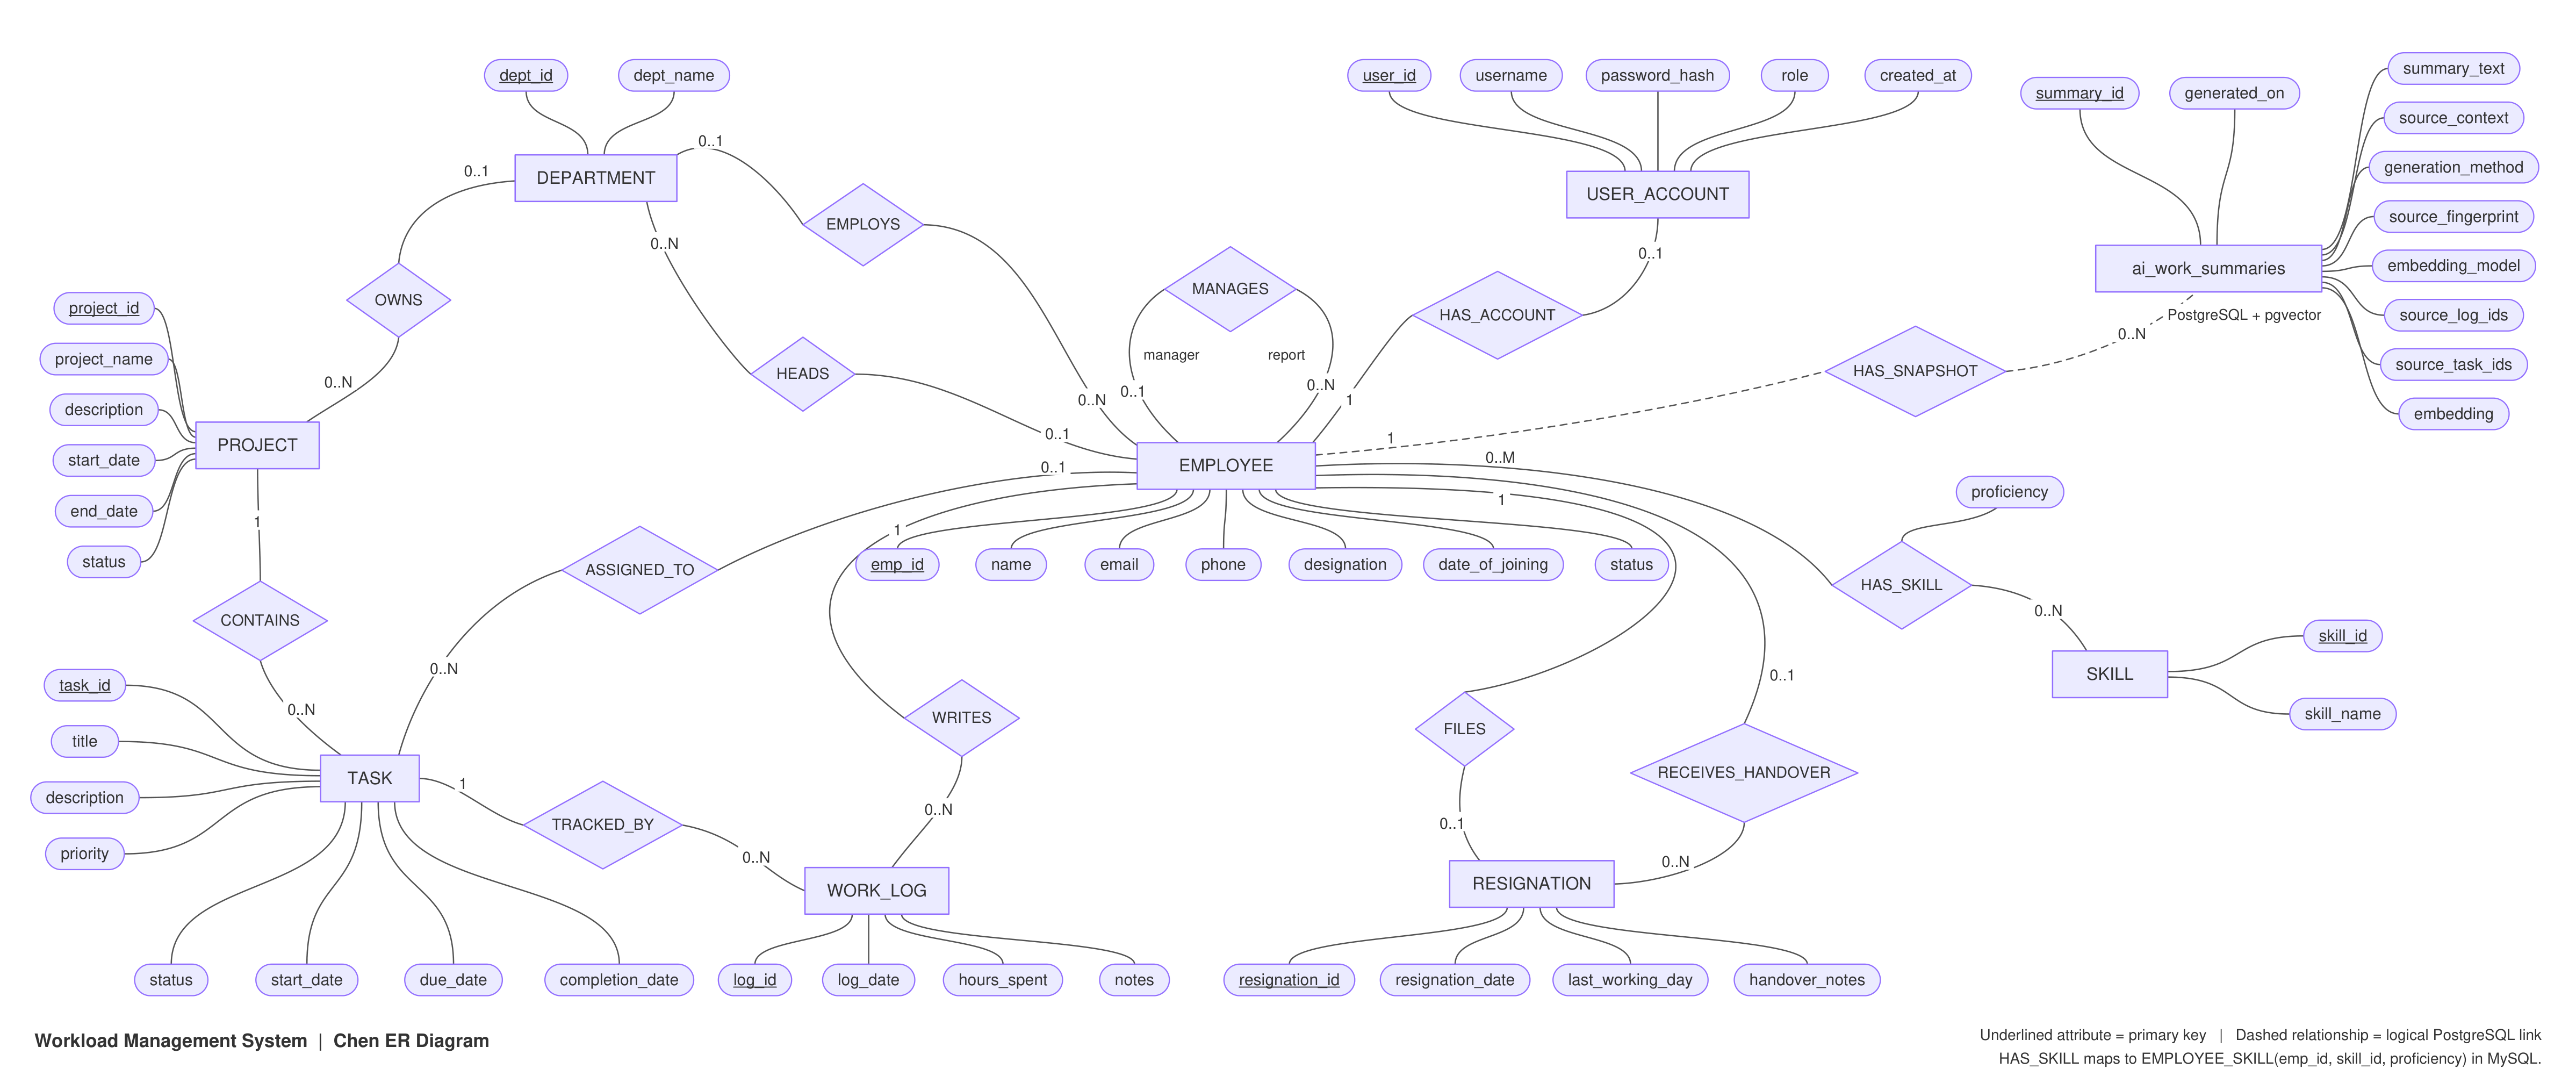 dept_id
dept_name
user_id
username
password_hash
role
created_at
summary_text
summary_id
generated_on
source_context
generation_method
source_fingerprint
embedding_model
source_log_ids
source_task_ids
embedding
0..1
0..1
DEPARTMENT
USER_ACCOUNT
EMPLOYS
0..N
0..1
ai_work_summaries
PostgreSQL + pgvector
0..N
OWNS
MANAGES
HAS_ACCOUNT
manager
report
HEADS
HAS_SNAPSHOT
project_id
project_name
description
start_date
end_date
status
0..N
0..N
0..1
0..N
1
0..1
1
PROJECT
EMPLOYEE
0..1
0..M
1
proficiency
1
1
ASSIGNED_TO
emp_id
name
email
phone
designation
date_of_joining
status
HAS_SKILL
0..N
CONTAINS
0..N
0..1
skill_id
SKILL
skill_name
task_id
title
description
priority
0..N
WRITES
FILES
RECEIVES_HANDOVER
TASK
1
TRACKED_BY
0..N
0..N
0..1
0..N
WORK_LOG
RESIGNATION
status
start_date
due_date
completion_date
log_id
log_date
hours_spent
notes
resignation_id
resignation_date
last_working_day
handover_notes
Workload Management System | Chen ER Diagram
Underlined attribute = primary key | Dashed relationship = logical PostgreSQL link
HAS_SKILL maps to EMPLOYEE_SKILL(emp_id, skill_id, proficiency) in MySQL.